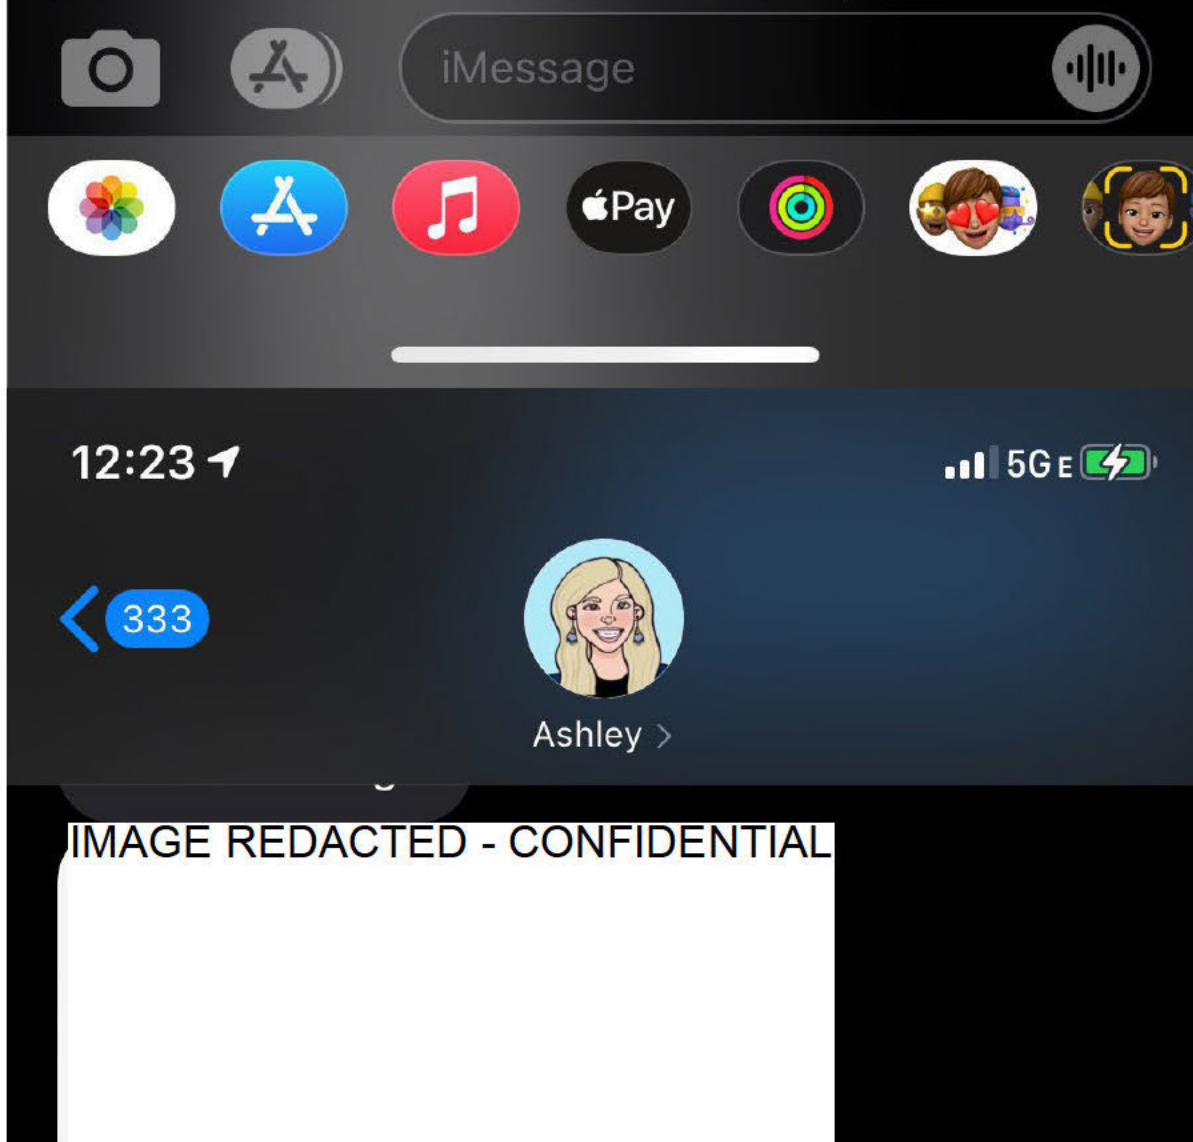 iMessage
Pay
12:23 5G E
333
Ashley
IMAGE REDACTED - CONFIDENTIAL